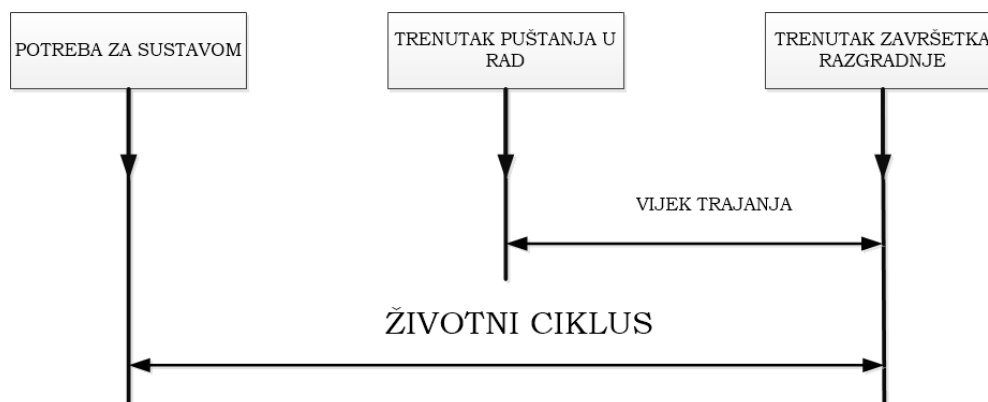 POTREBA ZA SUSTAVOM
TRENUTAK PUŠTANJA U
RAD
TRENUTAK ZAVRŠETKA
RAZGRADNJE
VIJEK TRAJANJA
ŽIVOTNI CIKLUS